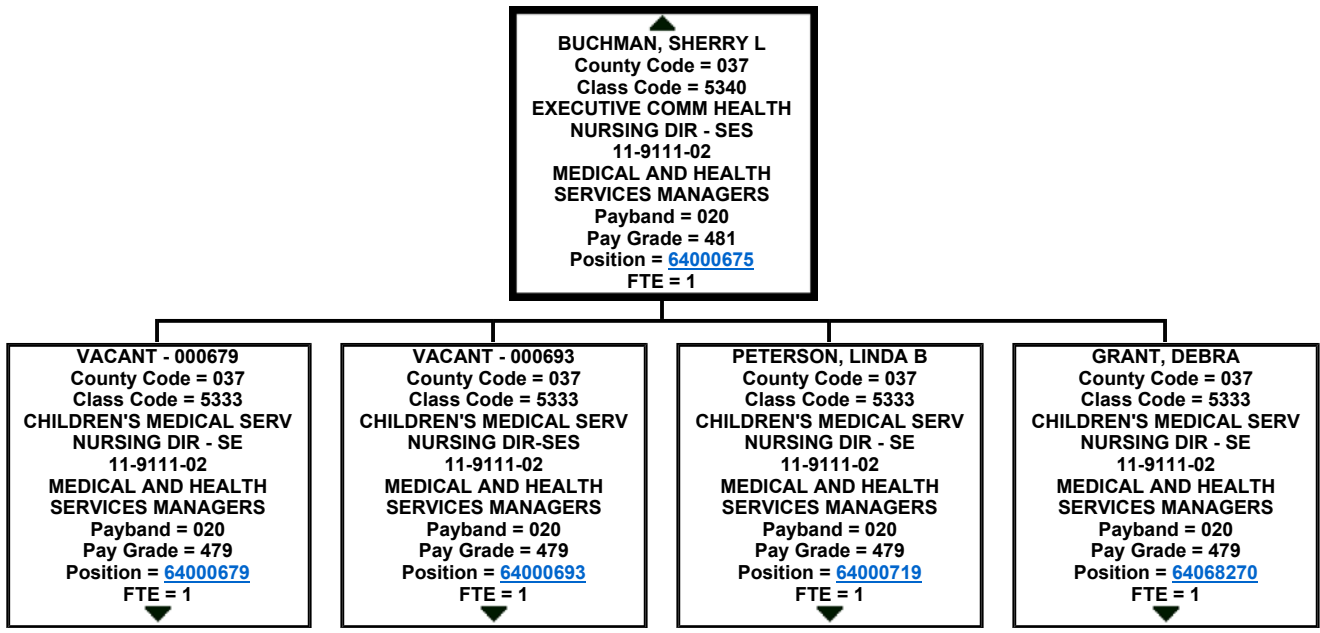 BUCHMAN, SHERRY L
County Code = 037
Class Code = 5340
EXECUTIVE COMM HEALTH
NURSING DIR - SES
11-9111-02
MEDICAL AND HEALTH
SERVICES MANAGERS
Payband = 020
Pay Grade = 481
Position = 64000675
FTE = 1
VACANT - 000679
County Code = 037
Class Code = 5333
CHILDREN'S MEDICAL SERV
NURSING DIR - SE
11-9111-02
MEDICAL AND HEALTH
SERVICES MANAGERS
Payband = 020
Pay Grade = 479
Position = 64000679
FTE = 1
VACANT - 000693
County Code = 037
Class Code = 5333
CHILDREN'S MEDICAL SERV
NURSING DIR-SES
11-9111-02
MEDICAL AND HEALTH
SERVICES MANAGERS
Payband = 020
Pay Grade = 479
Position = 64000693
FTE = 1
PETERSON, LINDA B
County Code = 037
Class Code = 5333
CHILDREN'S MEDICAL SERV
NURSING DIR - SE
11-9111-02
MEDICAL AND HEALTH
SERVICES MANAGERS
Payband = 020
Pay Grade = 479
Position = 64000719
FTE = 1
GRANT, DEBRA
County Code = 037
Class Code = 5333
CHILDREN'S MEDICAL SERV
NURSING DIR - SE
11-9111-02
MEDICAL AND HEALTH
SERVICES MANAGERS
Payband = 020
Pay Grade = 479
Position = 64068270
FTE = 1